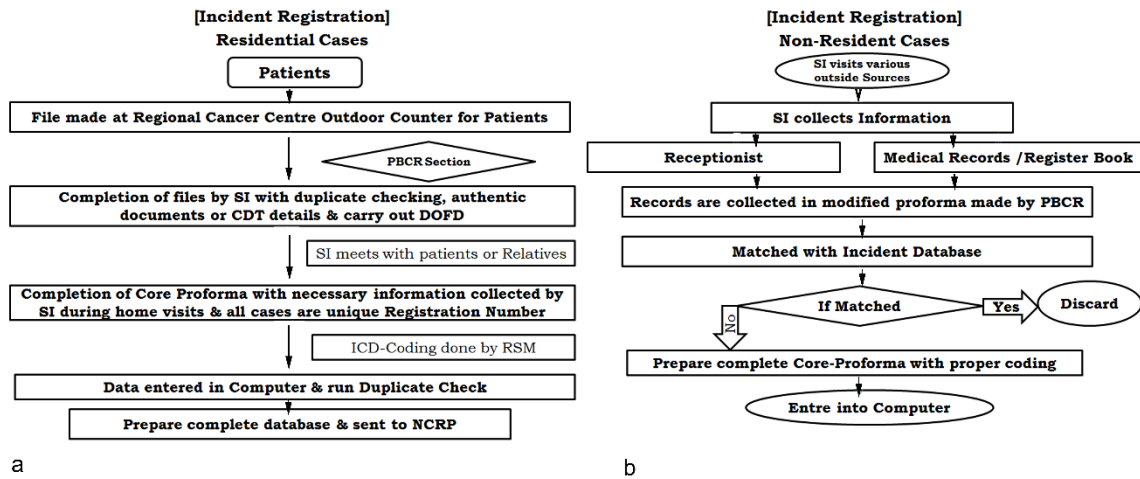 [Incident Registration]
Residential Cases
Patients
File made at Regional Cancer Centre Outdoor Counter for Patients
PBCR Section
Completion of files by SI with duplicate checking, authentic
documents or CDT details & carry out DOFD
SI meets with patients or Relatives
Completion of Core Proforma with necessary information collected by
SI during home visits & all cases are unique Registration Number
ICD-Coding done by RSM
Data entered in Computer & run Duplicate Check
Prepare complete database & sent to NCRP
a
[Incident Registration]
Non-Resident Cases
SI visits various
outside Sources
SI collects Information
Receptionist
Medical Records /Register Book
Records are collected in modified proforma made by PBCR
Matched with Incident Database
If Matched
Yes
Discard
No
Prepare complete Core-Proforma with proper coding
Entre into Computer
b